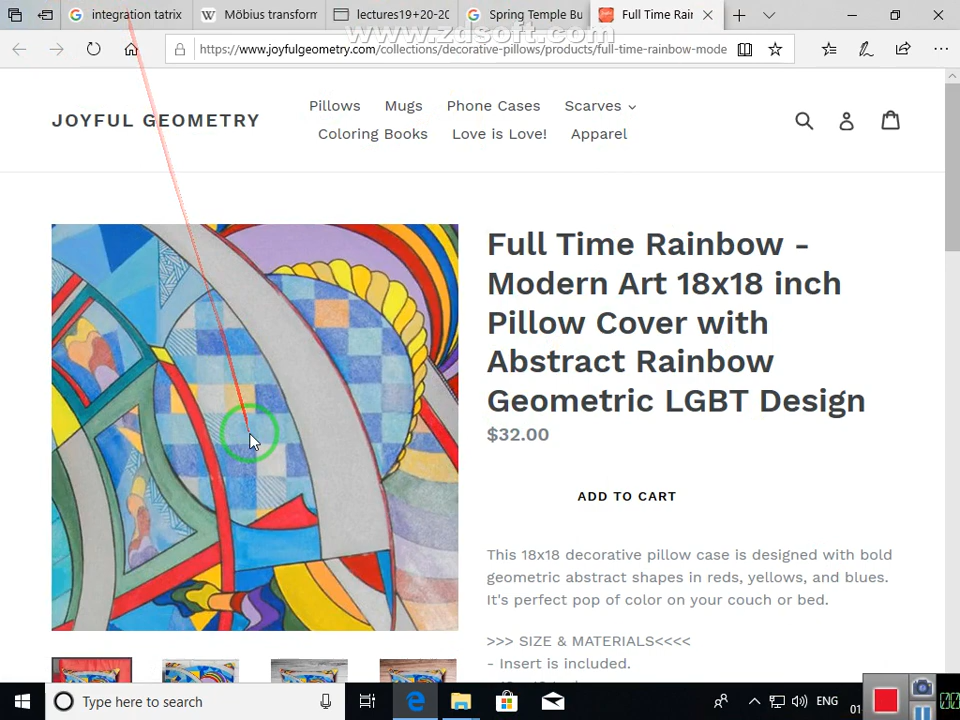 integration tatrix
Möbius transform
lectures19+20-20
Spring Temple Bu
Full Time Rain
www.zdsoft.com
https://www.joyfulgeometry.com/collections/decorative-pillows/products/full-time-rainbow-mode
JOYFUL GEOMETRY
Pillows Mugs Phone Cases Scarves
Coloring Books Love is Love! Apparel
Full Time Rainbow -
Modern Art 18x18 inch
Pillow Cover with
Abstract Rainbow
Geometric LGBT Design
$32.00
ADD TO CART
This 18x18 decorative pillow case is designed with bold
geometric abstract shapes in reds, yellows, and blues.
It's perfect pop of color on your couch or bed.
>>> SIZE & MATERIALS<<<<
- Insert is included.
Type here to search
ENG
01